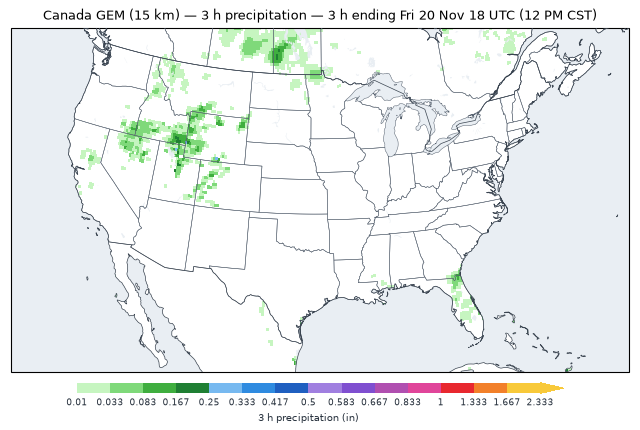 Canada GEM (15 km) — 3 h precipitation — 3 h ending Fri 20 Nov 18 UTC (12 PM CST)
0.01 0.033 0.083 0.167 0.25 0.333 0.417 0.5 0.583 0.667 0.833 1 1.333 1.667 2.333
3 h precipitation (in)